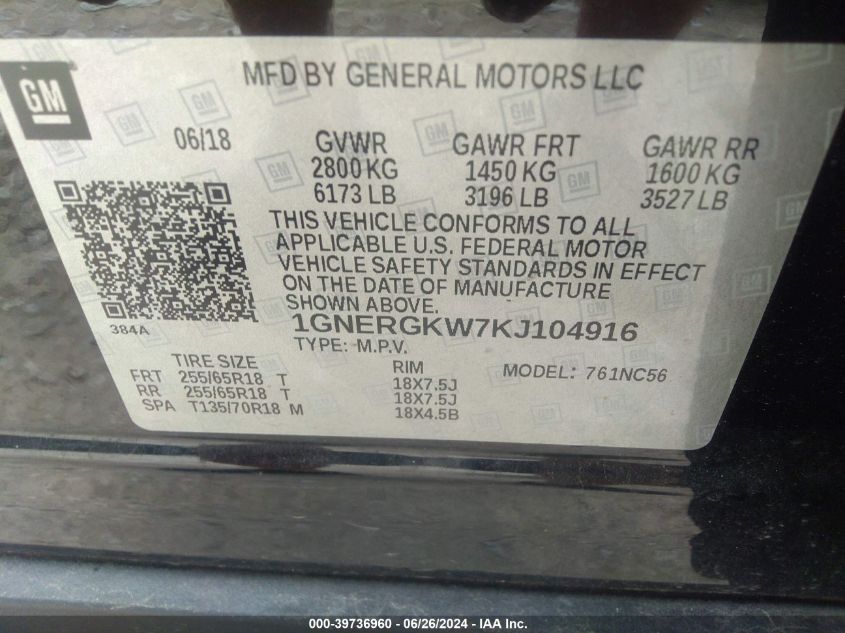 GM
MFD BY GENERAL MOTORS LLC
06/18 GVWR GAWR FRT GAWR RR
2800 KG 1450 KG 1600 KG
6173 LB 3196 LB 3527 LB
THIS VEHICLE CONFORMS TO ALL
APPLICABLE U.S. FEDERAL MOTOR
VEHICLE SAFETY STANDARDS IN EFFECT
ON THE DATE OF MANUFACTURE
SHOWN ABOVE.
384A
1GNERGKW7KJ104916
TYPE: M.P.V.
TIRE SIZE RIM MODEL: 761NC56
FRT 255/65R18 T 18X7.5J
RR 255/65R18 T 18X7.5J
SPA T135/70R18 M 18X4.5B
000-39736960 - 06/26/2024 - IAA Inc.